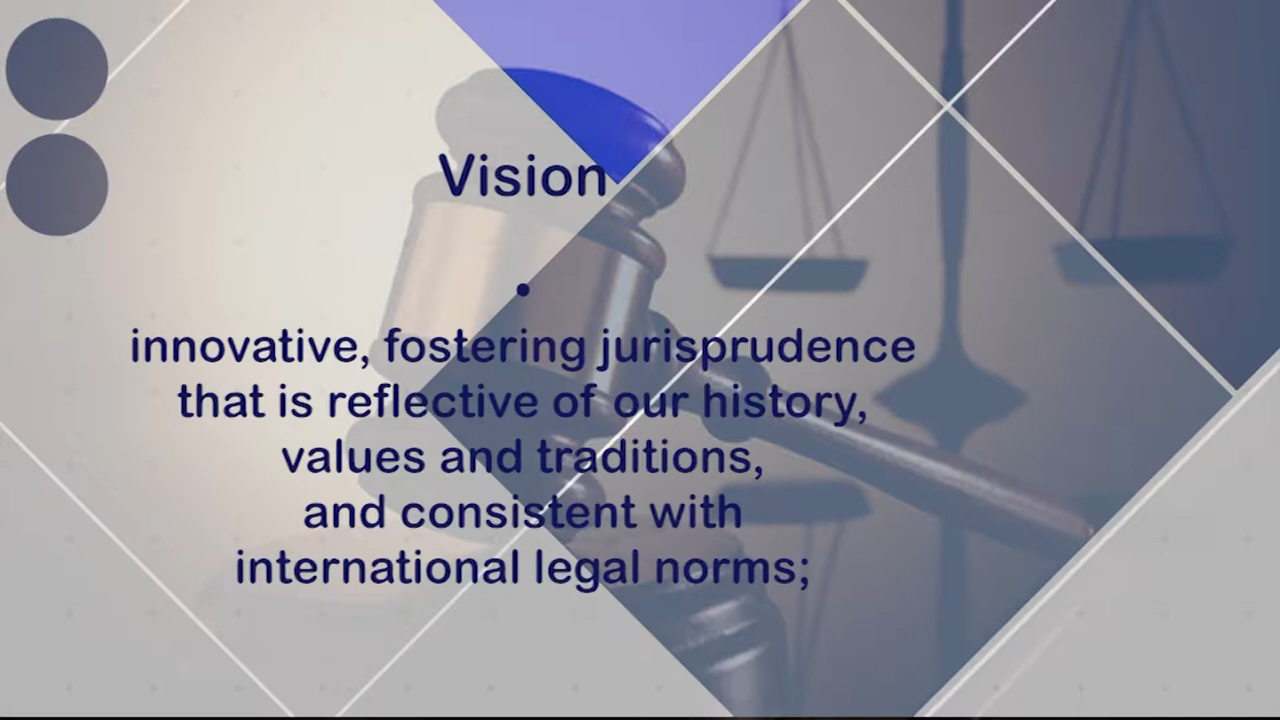 Vision
•
innovative, fostering jurisprudence
that is reflective of our history,
values and traditions,
and consistent with
international legal norms;